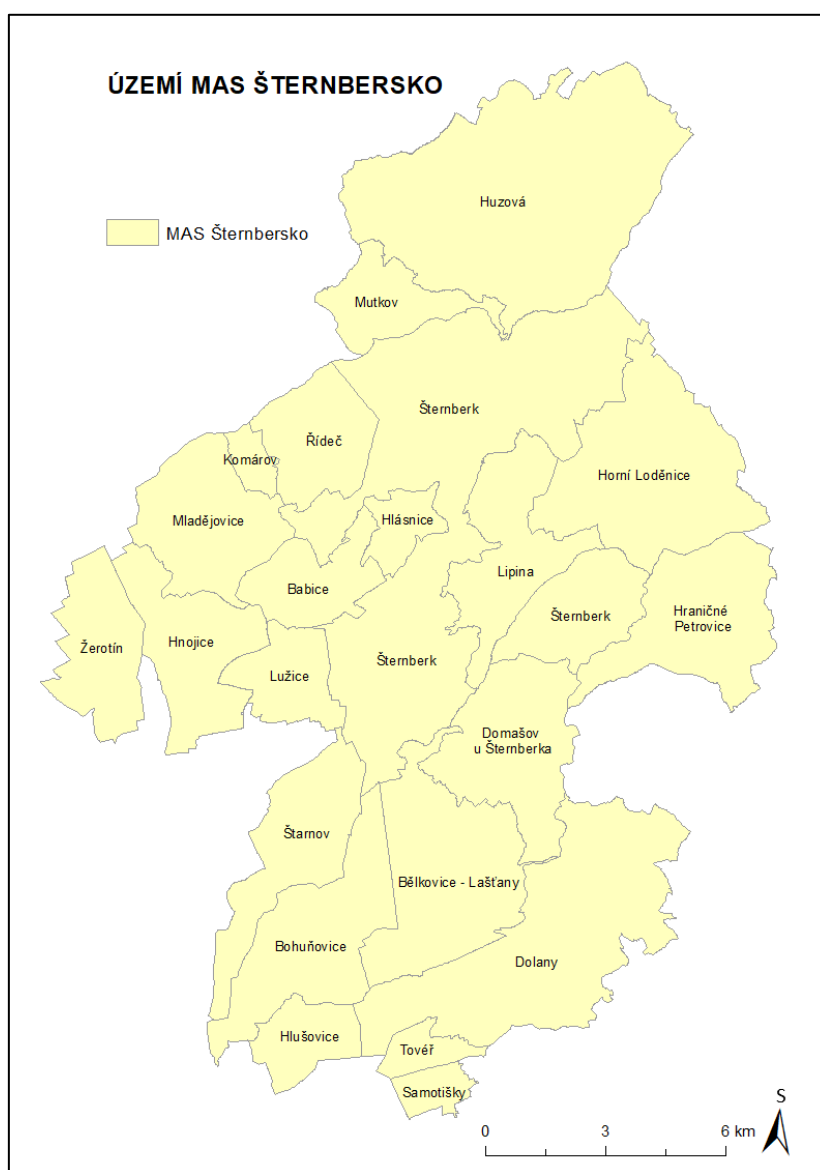 ÚZEMÍ MAS ŠTERNBERSKO
Huzová
MAS Šternbersko
Mutkov
Šternberk
Řídeč
Komárov
Horní Loděnice
Mladějovice
Hlásnice
Lipina
Babice
Šternberk
Hraničné
Petrovice
Hnojice
Žerotín
Šternberk
Lužice
Domašov
u Šternberka
Štarnov
Bělkovice - Lašťany
Bohuňovice
Dolany
Hlušovice
Tovéř
Samotišky
S
0 3 6 km